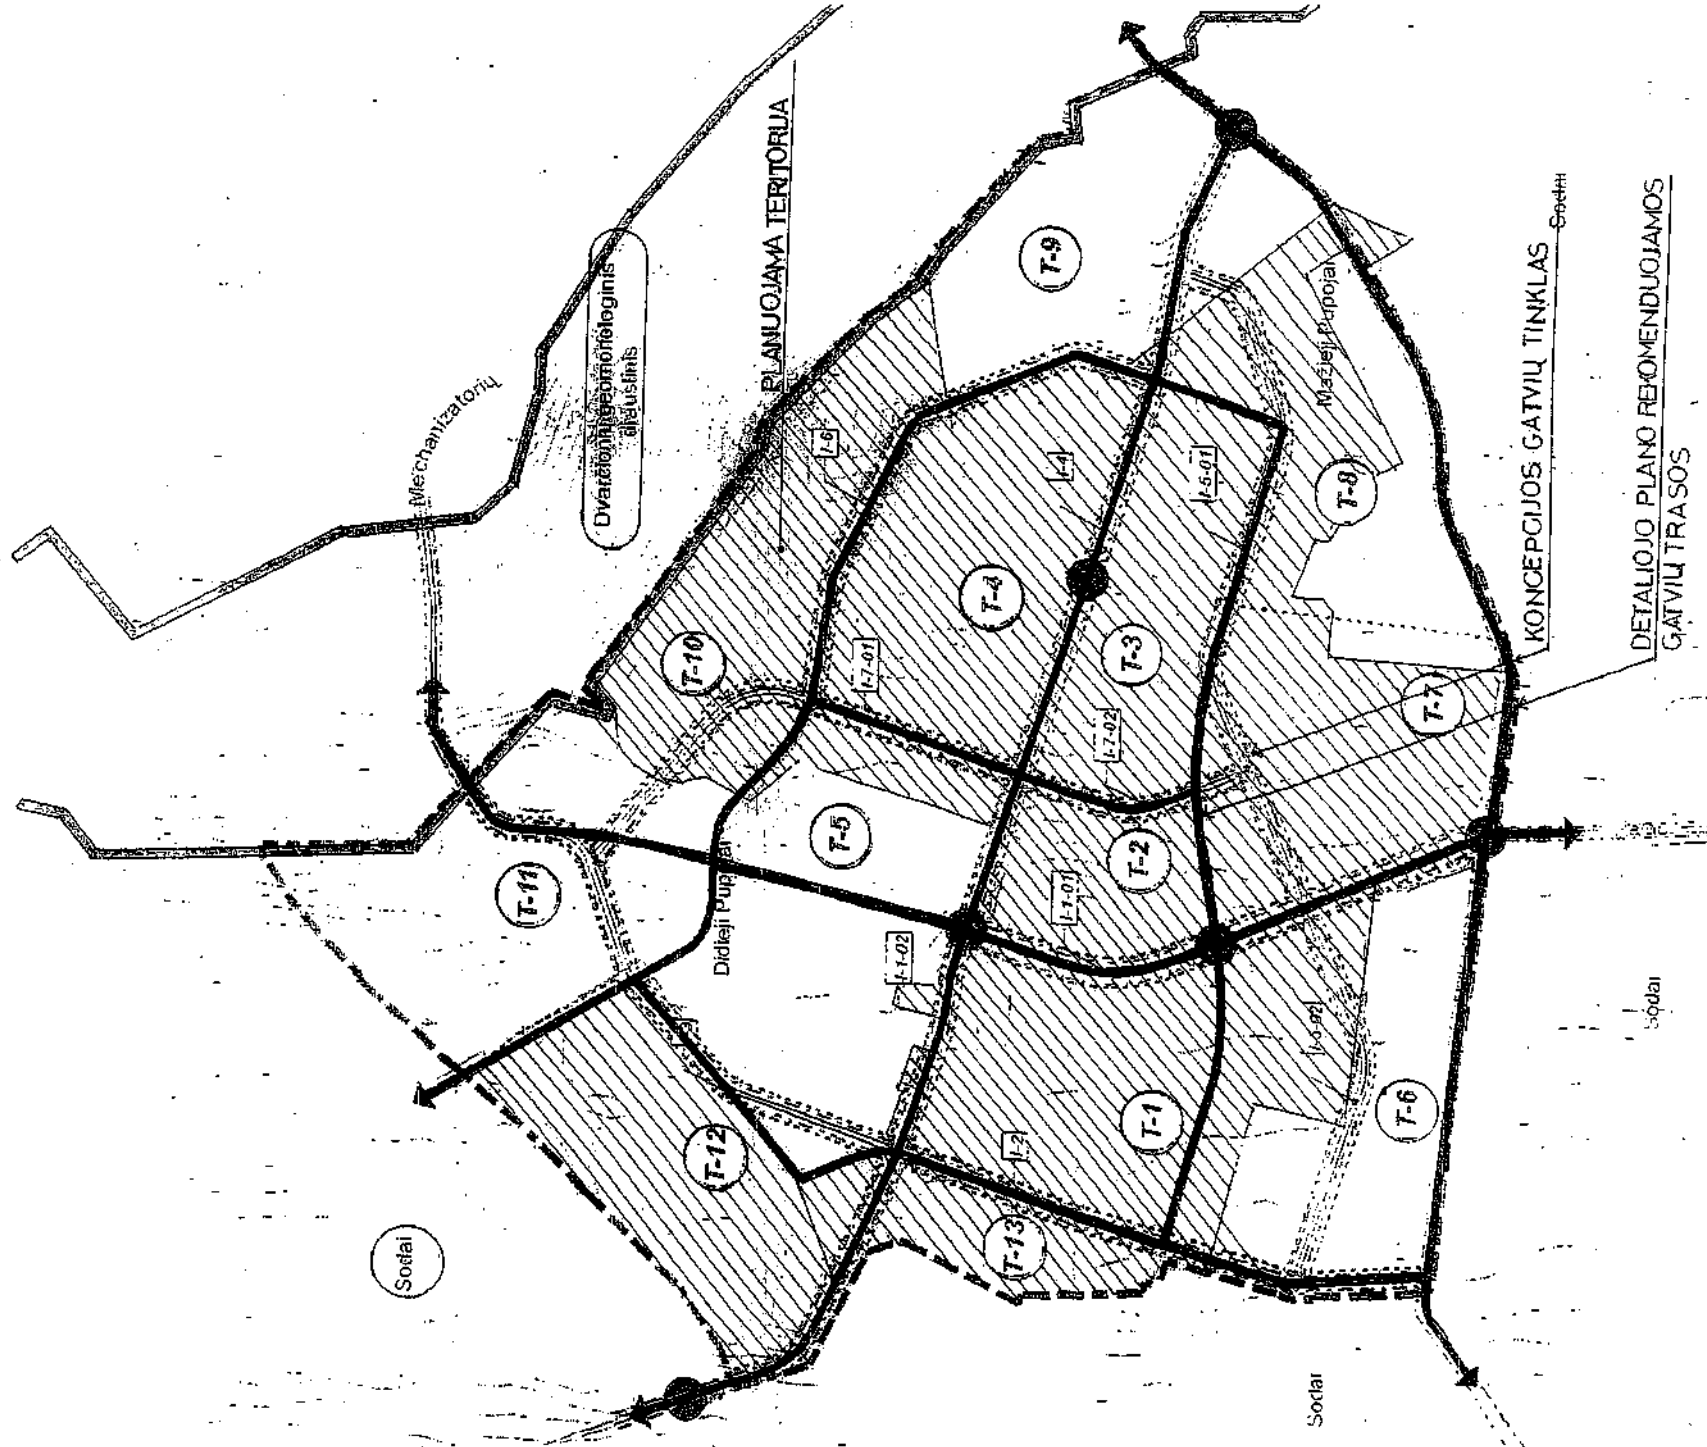 Mechanizatorių
PLANUOJAMA TERITORIJA
T-9
Mažieji Pupojai
Sodai
KONCEPCIJOS GATVIŲ TINKLAS
DETALIOJO PLANO REKOMENDUOJAMOS
GATVIŲ TRASOS
I-6
I-4
I-5-01
T-8
T-4
T-3
T-10
I-7-01
I-7-02
T-7
T-5
T-2
T-11
Didieji
I-1-01
I-1-02
Sodai
T-12
I-2
T-1
T-6
T-13
Sodai
Sodai